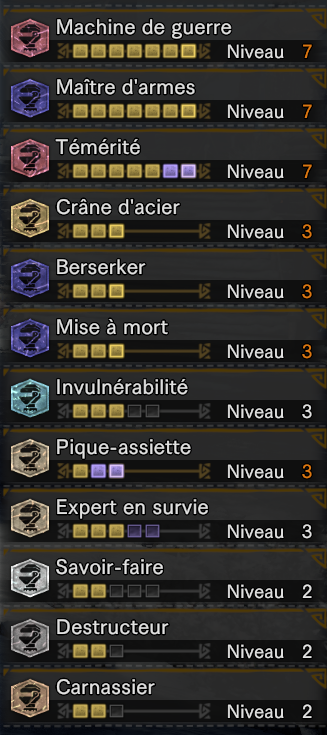 Machine de guerre
Niveau 7
Maître d'armes
Niveau 7
Témérité
Niveau 7
Crâne d'acier
Niveau 3
Berserker
Niveau 3
Mise à mort
Niveau 3
Invulnérabilité
Niveau 3
Pique-assiette
Niveau 3
Expert en survie
Niveau 3
Savoir-faire
Niveau 2
Destructeur
Niveau 2
Carnassier
Niveau 2